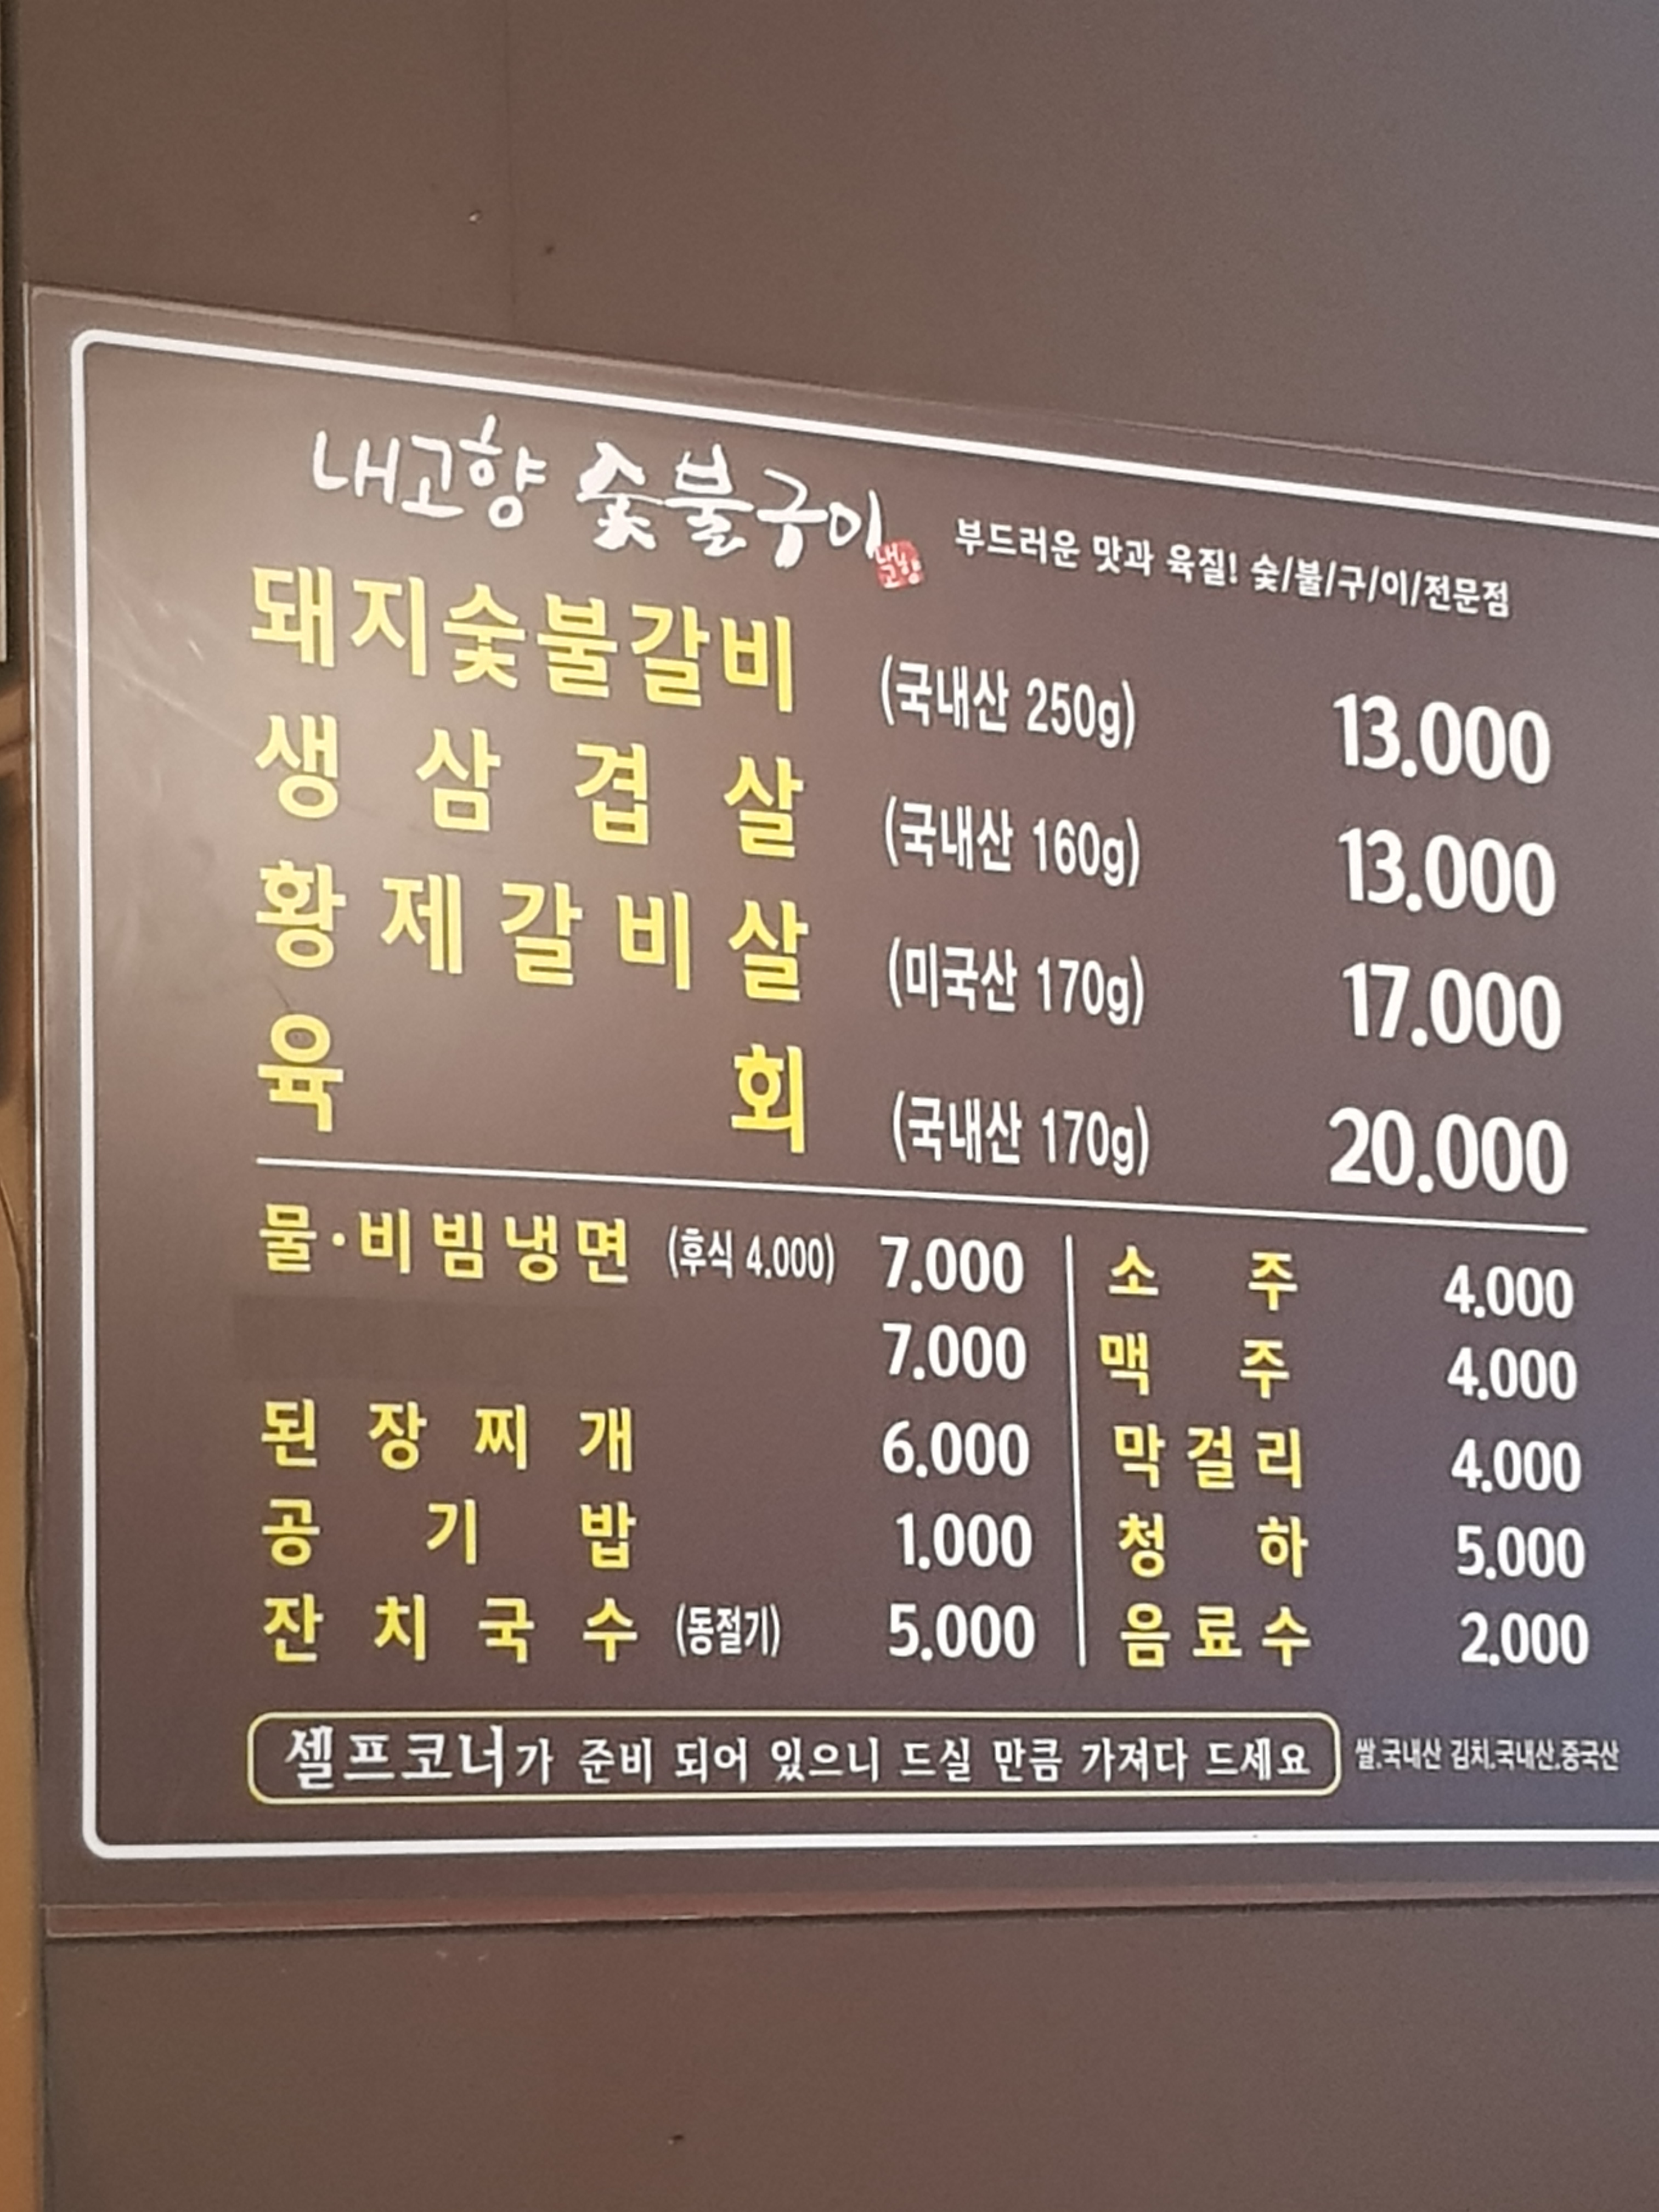 내고향 숯불구이 내고향 부드러운 맛과 육질! 숯/불/구/이/전문점
돼지숯불갈비 (국내산 250g) 13.000
생삼겹살 (국내산 160g) 13.000
황제갈비살 (미국산 170g) 17.000
육회 (국내산 170g) 20.000
물·비빔냉면 (후식 4.000) 7.000
7.000
된장찌개 6.000
공기밥 1.000
잔치국수 (동절기) 5.000
소주 4.000
맥주 4.000
막걸리 4.000
청하 5.000
음료수 2.000
셀프코너가 준비 되어 있으니 드실 만큼 가져다 드세요
쌀.국내산 김치.국내산.중국산